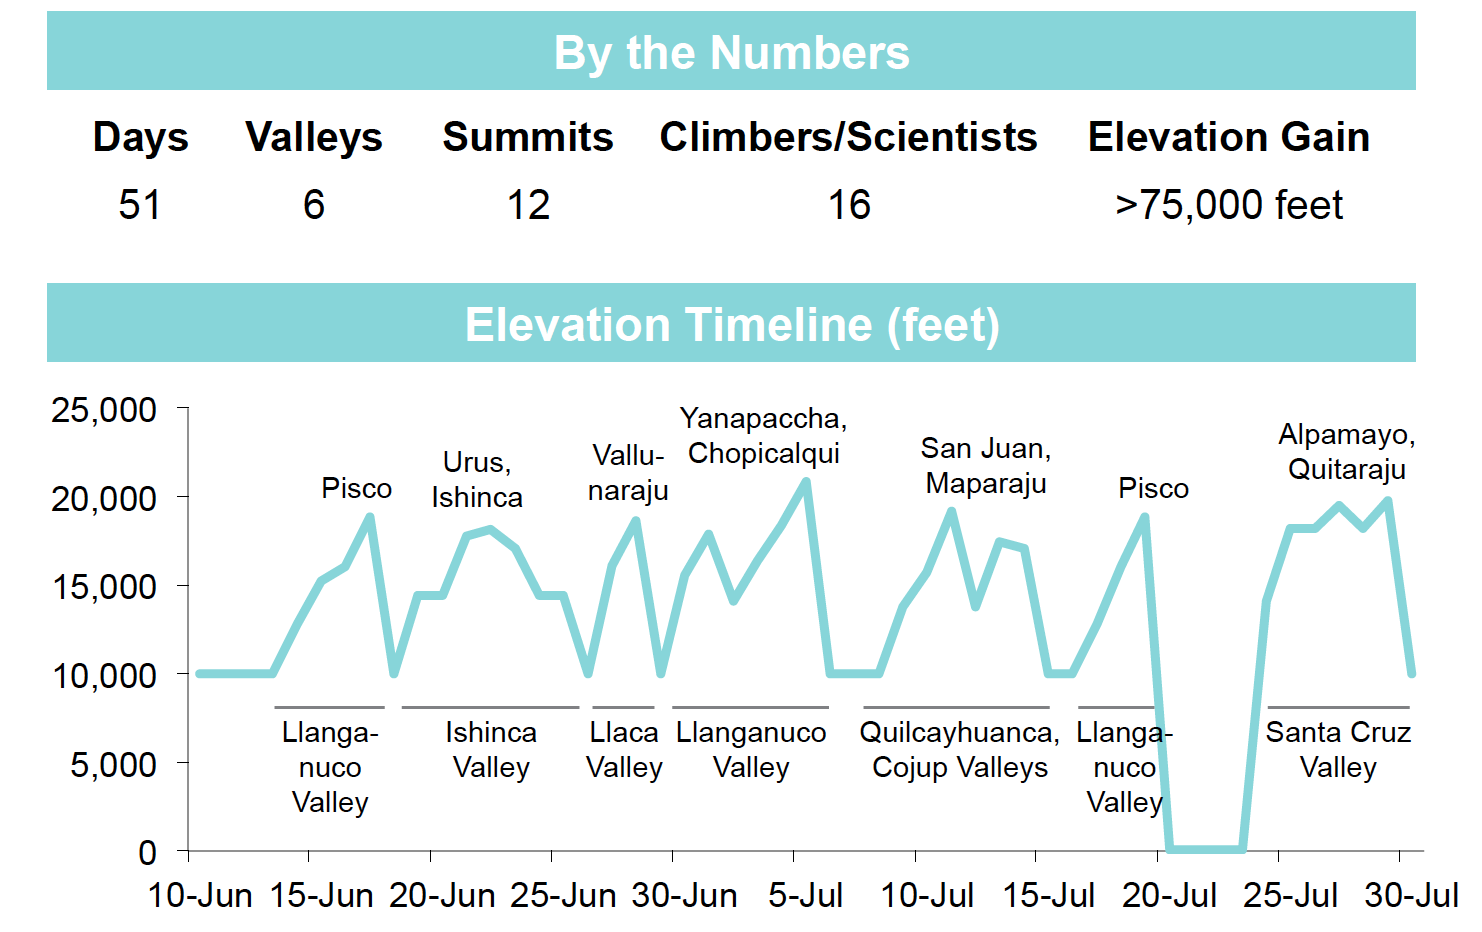 By the Numbers
Days Valleys Summits Climbers/Scientists Elevation Gain
51 6 12 16 >75,000 feet
Elevation Timeline (feet)
25,000
20,000
15,000
10,000
5,000
0
Pisco
Urus,
Ishinca
Vallu-
naraju
Yanapaccha,
Chopicalqui
San Juan,
Maparaju
Pisco
Alpamayo,
Quitaraju
Llanga-
nuco
Valley
Ishinca
Valley
Llaca
Valley
Llanganuco
Valley
Quilcayhuanca,
Cojup Valleys
Llanga-
nuco
Valley
Santa Cruz
Valley
10-Jun 15-Jun 20-Jun 25-Jun 30-Jun 5-Jul 10-Jul 15-Jul 20-Jul 25-Jul 30-Jul